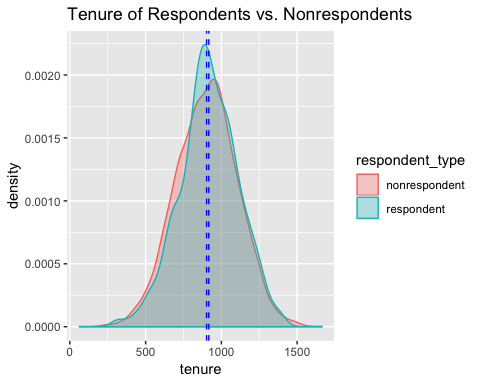 Tenure of Respondents vs. Nonrespondents
density
0.0020
0.0015
0.0010
0.0005
0.0000
0
500
1000
1500
tenure
respondent_type
nonrespondent
respondent